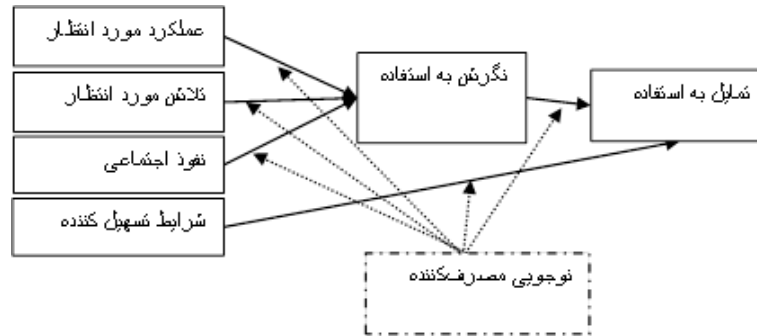 عملکرد مورد انتظار
تلاش مورد انتظار
نفوذ اجتماعی
شرایط تسهیل کننده
نگرش به استفاده
تمایل به استفاده
نوجویی مصدرف‌کننده